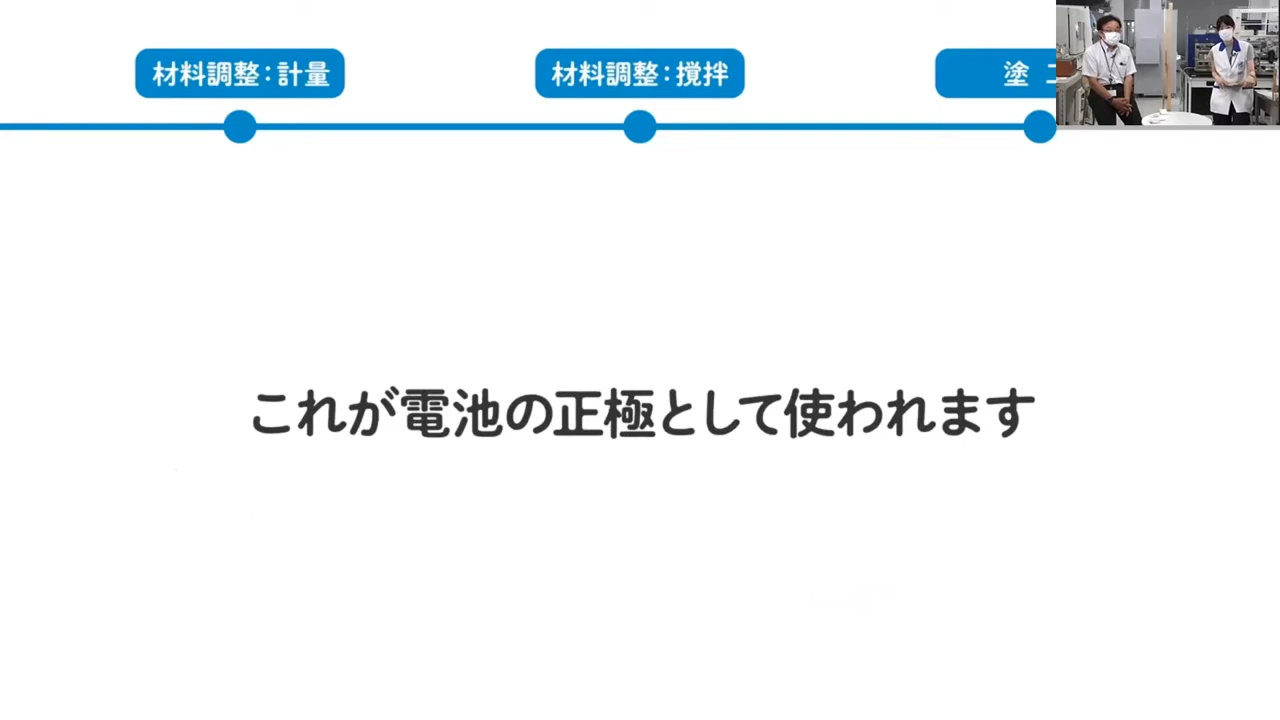 材料調整：計量
材料調整：撹拌
塗
これが電池の正極として使われます